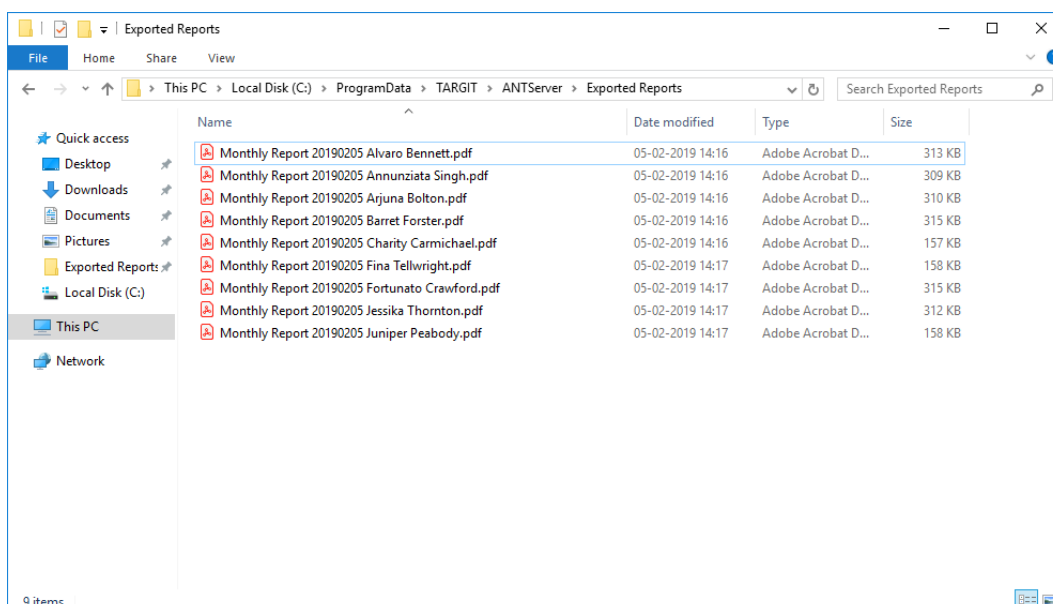 Exported Reports
File Home Share View
This PC > Local Disk (C:) > ProgramData > TARGIT > ANTServer > Exported Reports Search Exported Reports
Name Date modified Type Size
Quick access
Desktop
Downloads
Documents
Pictures
Exported Reports
Local Disk (C:)
This PC
Network
Monthly Report 20190205 Alvaro Bennett.pdf 05-02-2019 14:16 Adobe Acrobat D... 313 KB
Monthly Report 20190205 Annunziata Singh.pdf 05-02-2019 14:16 Adobe Acrobat D... 309 KB
Monthly Report 20190205 Arjuna Bolton.pdf 05-02-2019 14:16 Adobe Acrobat D... 310 KB
Monthly Report 20190205 Barret Forster.pdf 05-02-2019 14:16 Adobe Acrobat D... 315 KB
Monthly Report 20190205 Charity Carmichael.pdf 05-02-2019 14:16 Adobe Acrobat D... 157 KB
Monthly Report 20190205 Fina Tellwright.pdf 05-02-2019 14:17 Adobe Acrobat D... 158 KB
Monthly Report 20190205 Fortunato Crawford.pdf 05-02-2019 14:17 Adobe Acrobat D... 315 KB
Monthly Report 20190205 Jessika Thornton.pdf 05-02-2019 14:17 Adobe Acrobat D... 312 KB
Monthly Report 20190205 Juniper Peabody.pdf 05-02-2019 14:17 Adobe Acrobat D... 158 KB
9 items